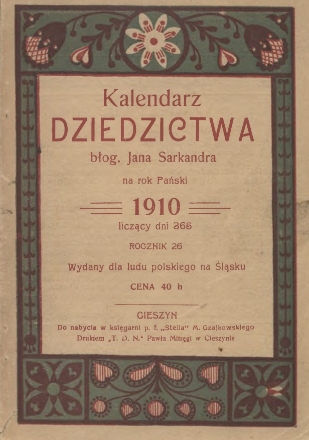 Kalendarz
DZIEDZICTWA
błog. Jana Sarkandra
na rok Pański
1910
liczący dni 365
ROCZNIK 26
Wydany dla ludu polskiego na Śląsku
CENA 40 h
CIESZYN
Do nabycia w księgarni p. f. „Stella" M. Gazikowskiego
Drukiem „T. D. N." Pawła Mitręgi w Cieszynie